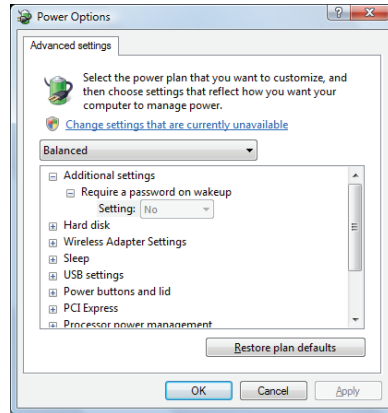 Power Options
Advanced settings
Select the power plan that you want to customize, and
then choose settings that reflect how you want your
computer to manage power.
Change settings that are currently unavailable
Balanced
Additional settings
Require a password on wakeup
Setting: No
Hard disk
Wireless Adapter Settings
Sleep
USB settings
Power buttons and lid
PCI Express
Processor power management
Restore plan defaults
OK Cancel Apply